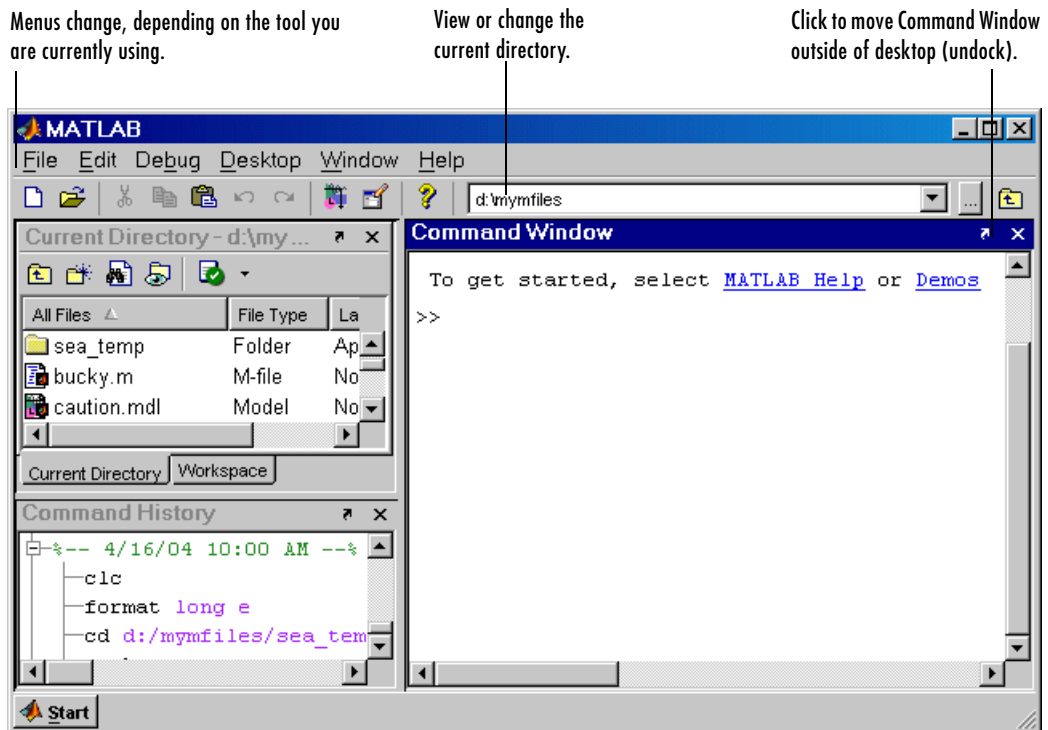 Menus change, depending on the tool you
are currently using.
View or change the
current directory.
Click to move Command Window
outside of desktop (undock).
MATLAB
File Edit Debug Desktop Window Help
d:\mymfiles
...
Current Directory - d:\my ...
All Files File Type La
sea_temp Folder Ap
bucky.m M-file No
caution.mdl Model No
Current Directory Workspace
Command History
%-- 4/16/04 10:00 AM --%
clc
format long e
cd d:/mymfiles/sea_tem
Command Window
To get started, select MATLAB Help or Demos
>>
Start